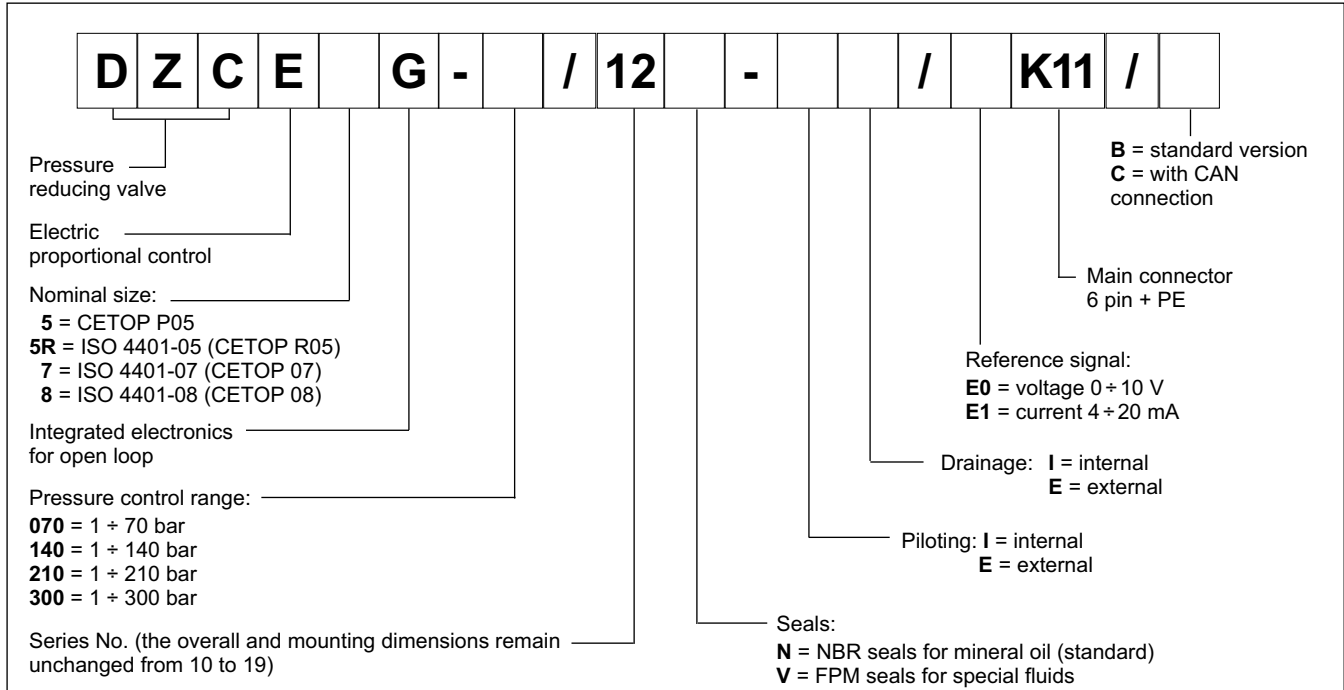 D Z C E G - / 12 - / K11 /
Pressure
reducing valve
Electric
proportional control
Nominal size:
5 = CETOP P05
5R = ISO 4401-05 (CETOP R05)
7 = ISO 4401-07 (CETOP 07)
8 = ISO 4401-08 (CETOP 08)
Integrated electronics
for open loop
Pressure control range:
070 = 1 ÷ 70 bar
140 = 1 ÷ 140 bar
210 = 1 ÷ 210 bar
300 = 1 ÷ 300 bar
Series No. (the overall and mounting dimensions remain
unchanged from 10 to 19)
B = standard version
C = with CAN
connection
Main connector
6 pin + PE
Reference signal:
E0 = voltage 0 ÷ 10 V
E1 = current 4 ÷ 20 mA
Drainage: I = internal
E = external
Piloting: I = internal
E = external
Seals:
N = NBR seals for mineral oil (standard)
V = FPM seals for special fluids